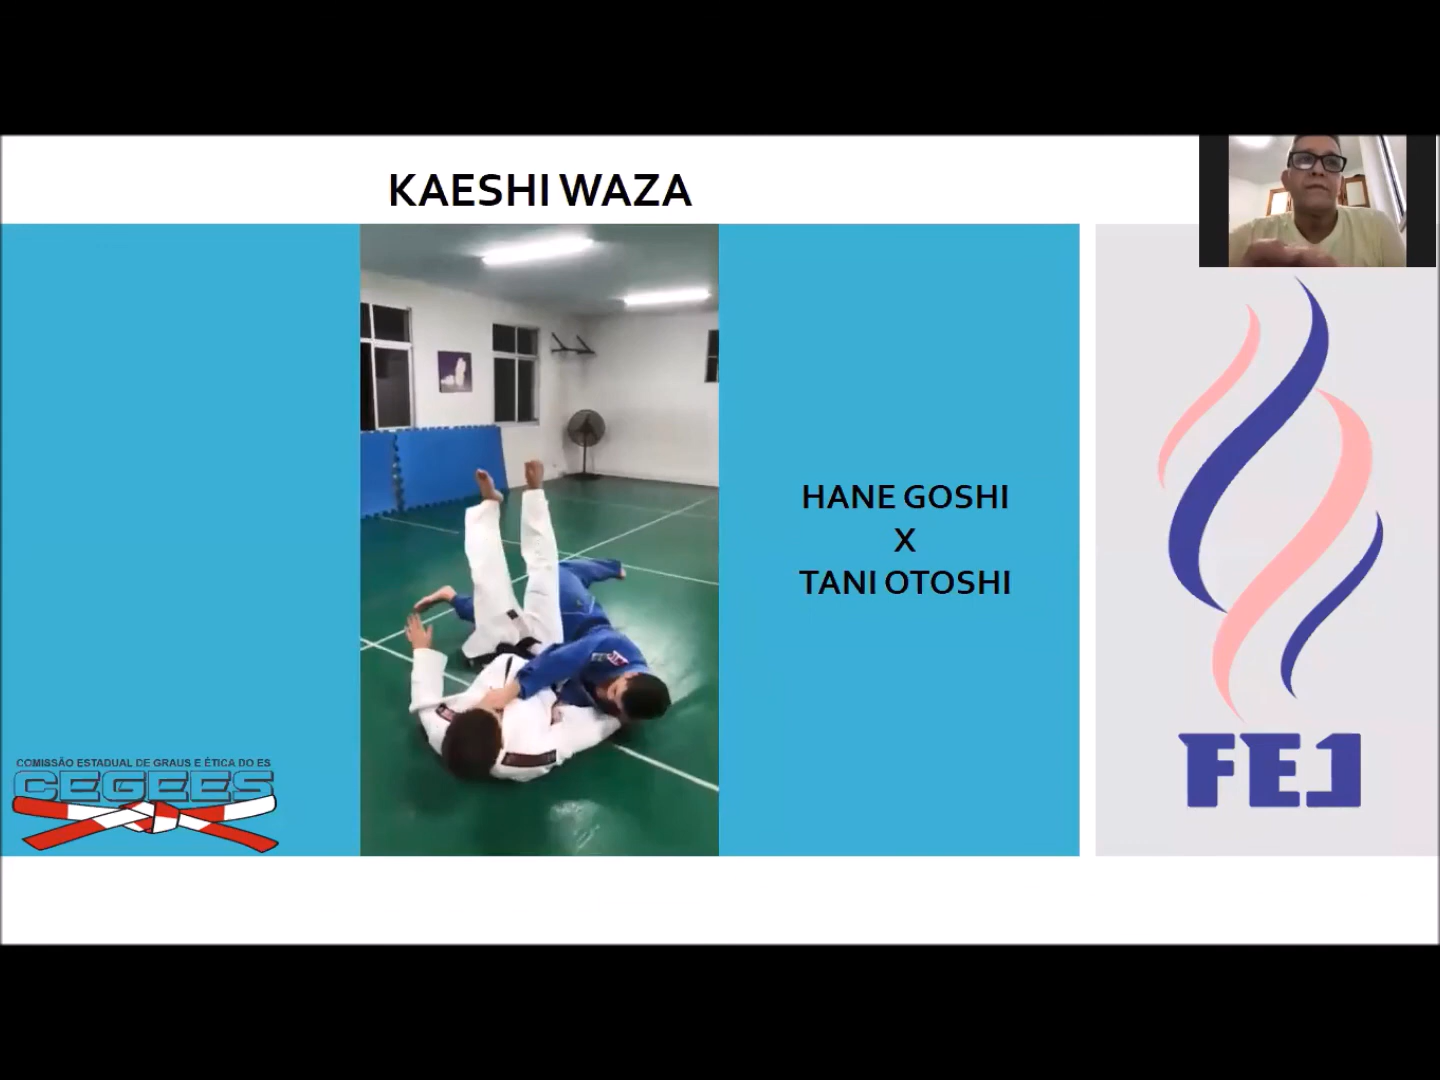 KAESHI WAZA
HANE GOSHI
X
TANI OTOSHI
COMISSÃO ESTADUAL DE GRAUS E ÉTICA DO ES
CEGEES
FEJ